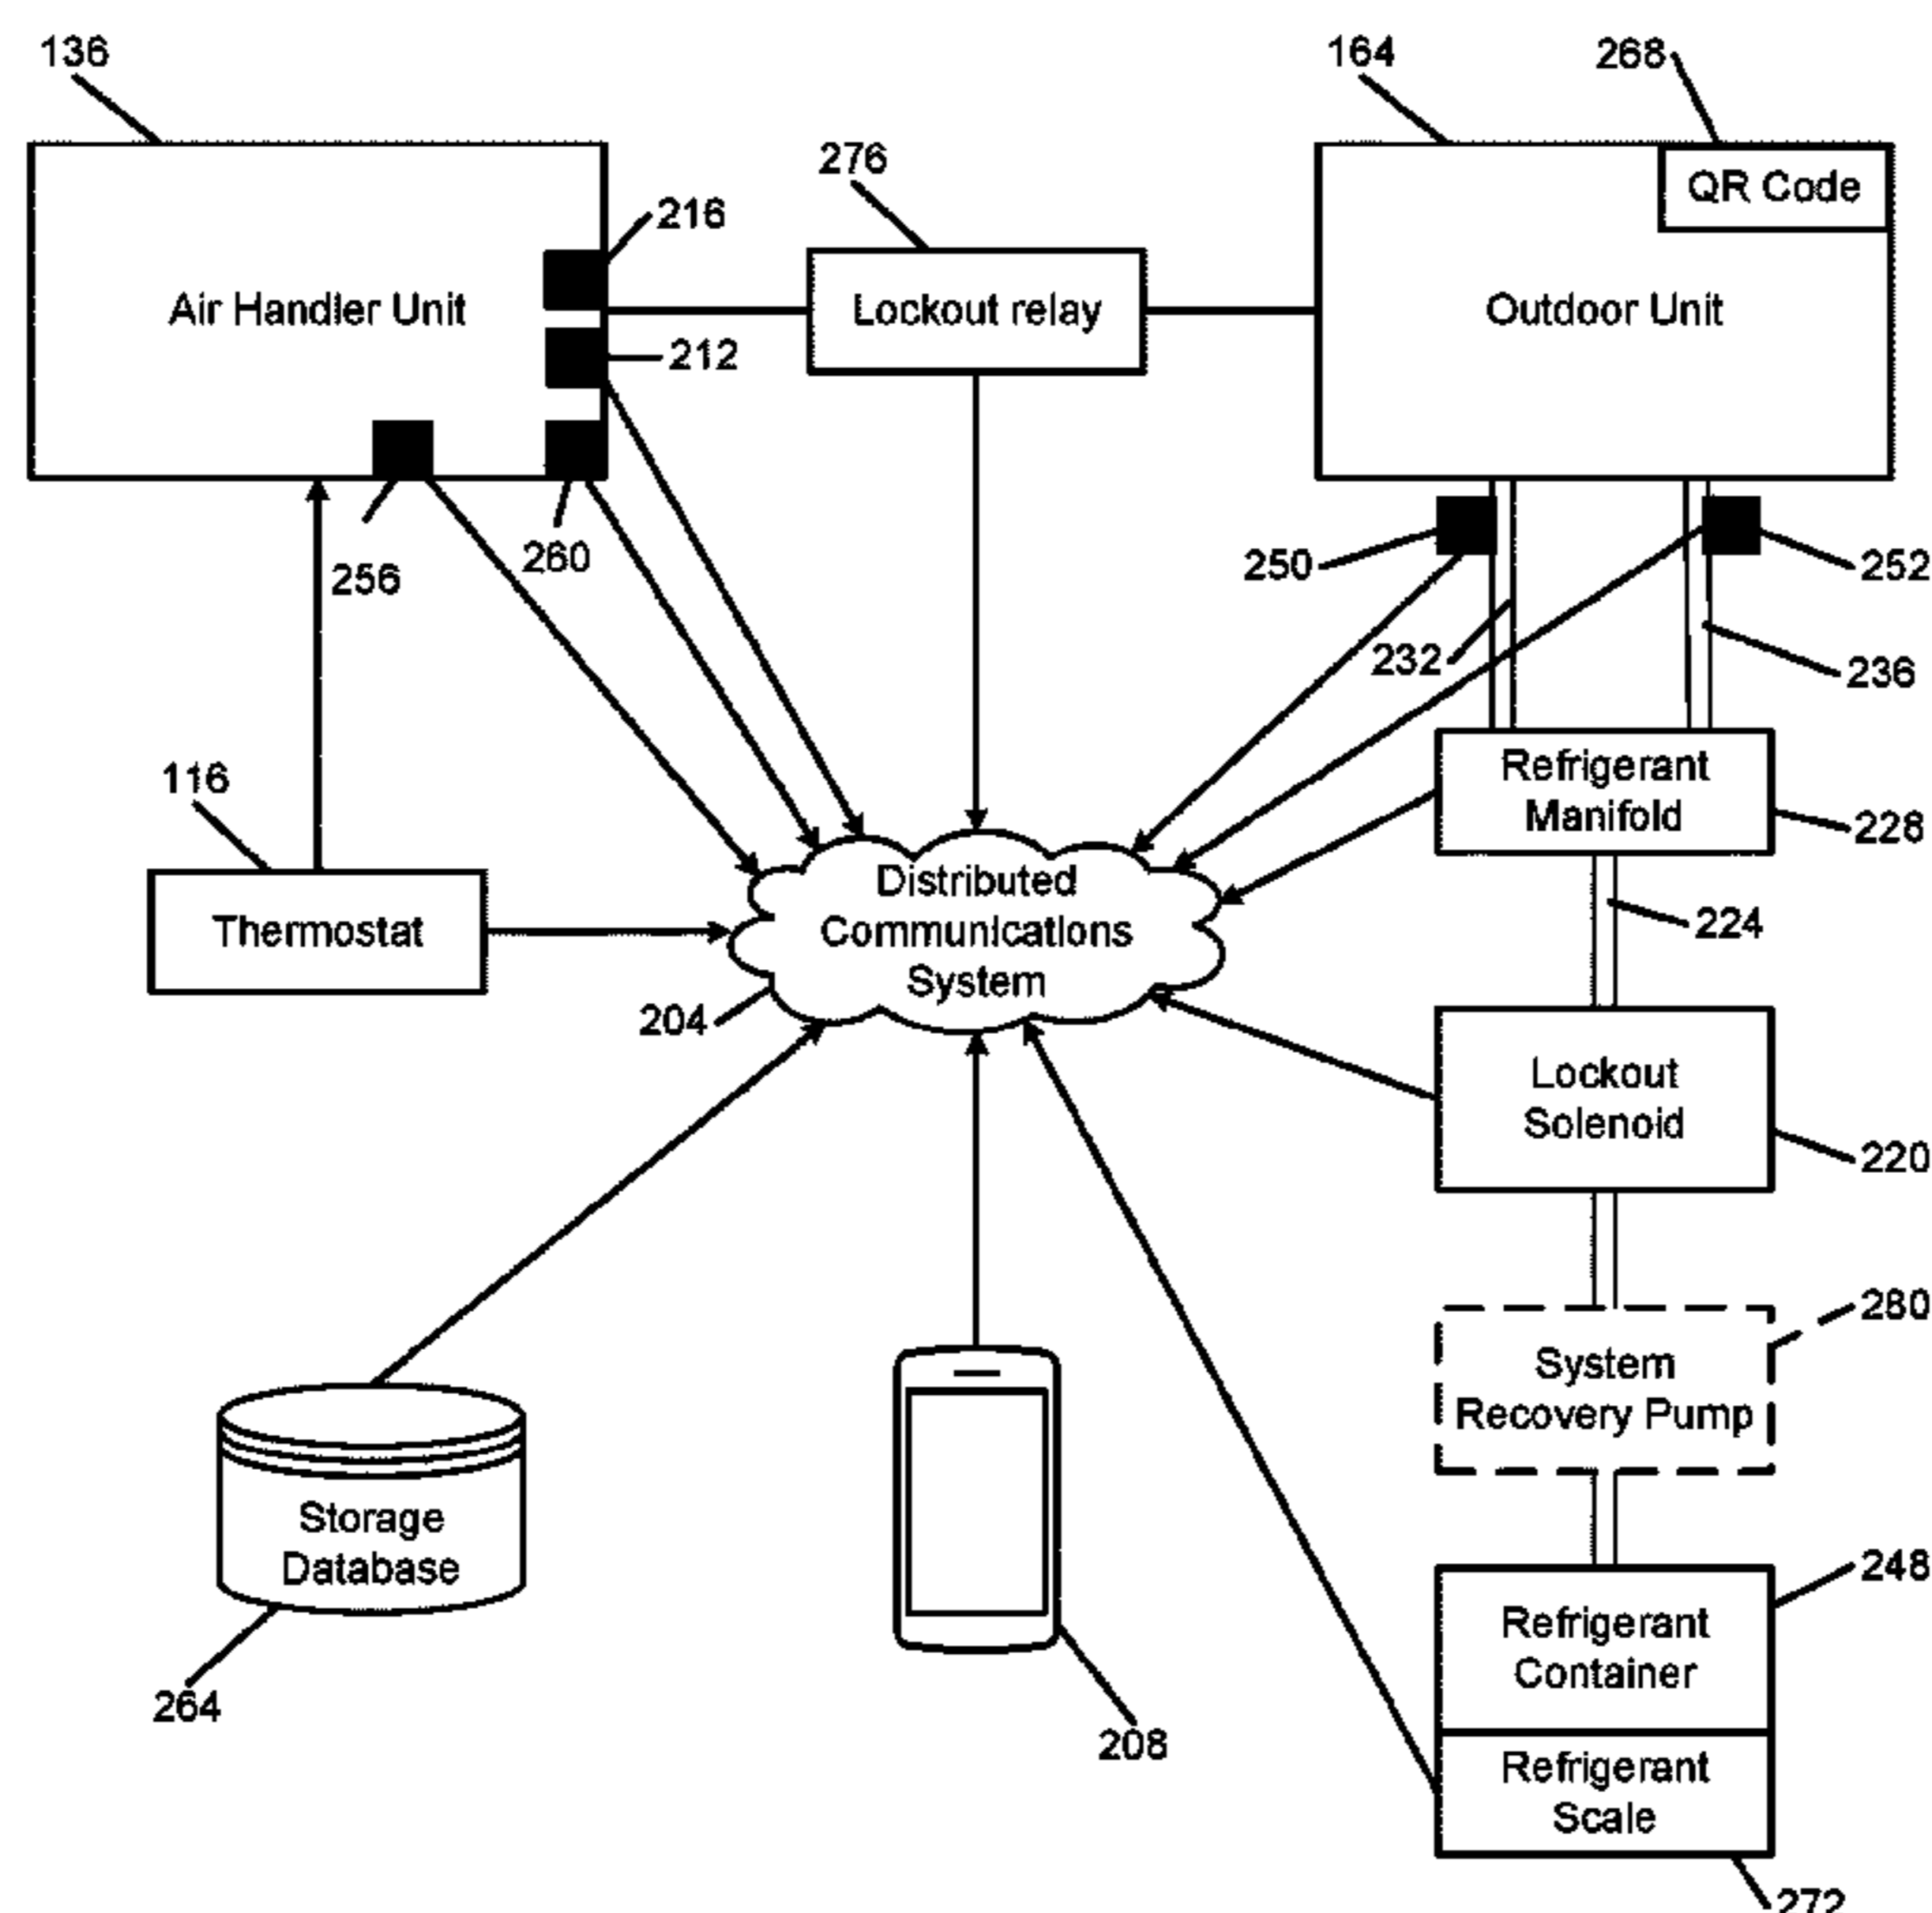 136
164
268
QR Code
276
216
Air Handler Unit
Lockout relay
Outdoor Unit
212
256
260
250
252
232
236
116
Refrigerant
Manifold
228
Thermostat
Distributed
Communications
System
224
204
Lockout
Solenoid
220
280
System
Recovery Pump
Storage
Database
248
Refrigerant
Container
264
208
Refrigerant
Scale
272